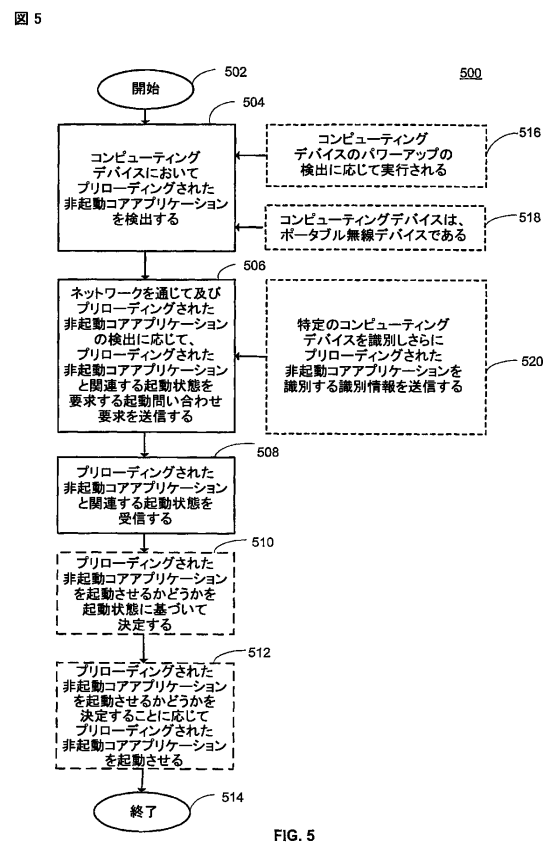 図 5
500
502
開始
504
コンピューティング
デバイスにおいて
プリローディングされた
非起動コアアプリケーション
を検出する
516
コンピューティング
デバイスのパワーアップの
検出に応じて実行される
518
コンピューティングデバイスは、
ポータブル無線デバイスである
506
ネットワークを通じて及び
プリローディングされた
非起動コアアプリケーション
の検出に応じて、
プリローディングされた
非起動コアアプリケーション
と関連する起動状態を
要求する起動問い合わせ
要求を送信する
520
特定のコンピューティング
デバイスを識別しさらに
プリローディングされた
非起動コアアプリケーションを
識別する識別情報を送信する
508
プリローディングされた
非起動コアアプリケーション
と関連する起動状態を
受信する
510
プリローディングされた
非起動コアアプリケーション
を起動させるかどうかを
起動状態に基づいて
決定する
512
プリローディングされた
非起動コアアプリケーション
を起動させるかどうかを
決定することに応じて
プリローディングされた
非起動コアアプリケーション
を起動させる
514
終了
FIG. 5